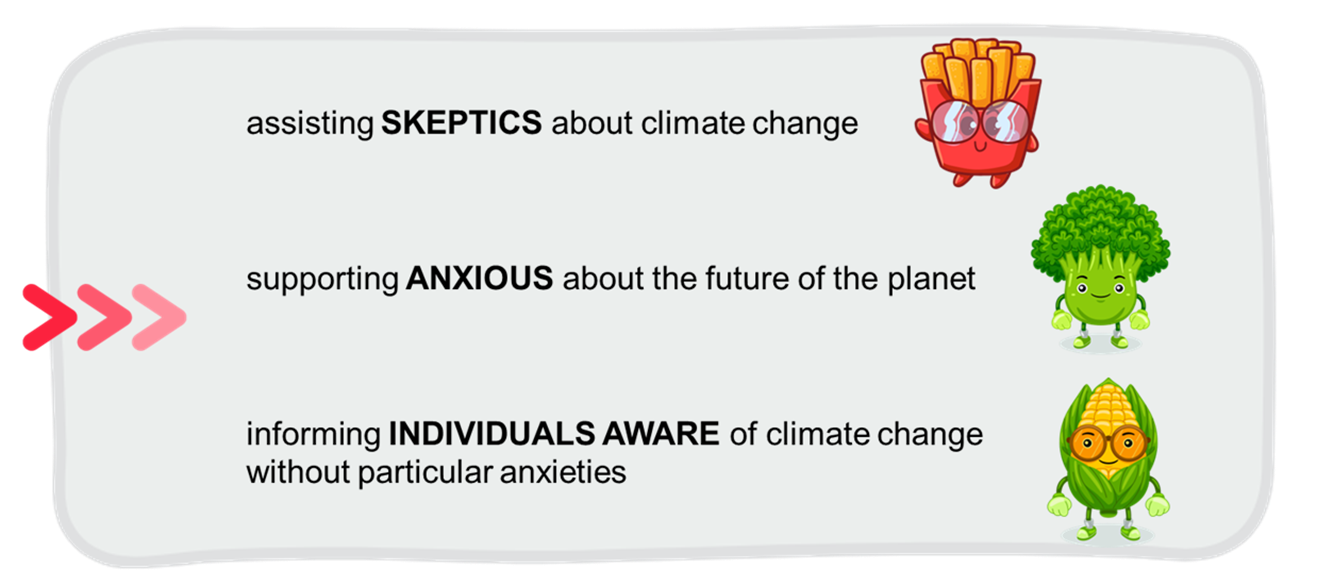 assisting SKEPTICS about climate change
supporting ANXIOUS about the future of the planet
informing INDIVIDUALS AWARE of climate change
without particular anxieties